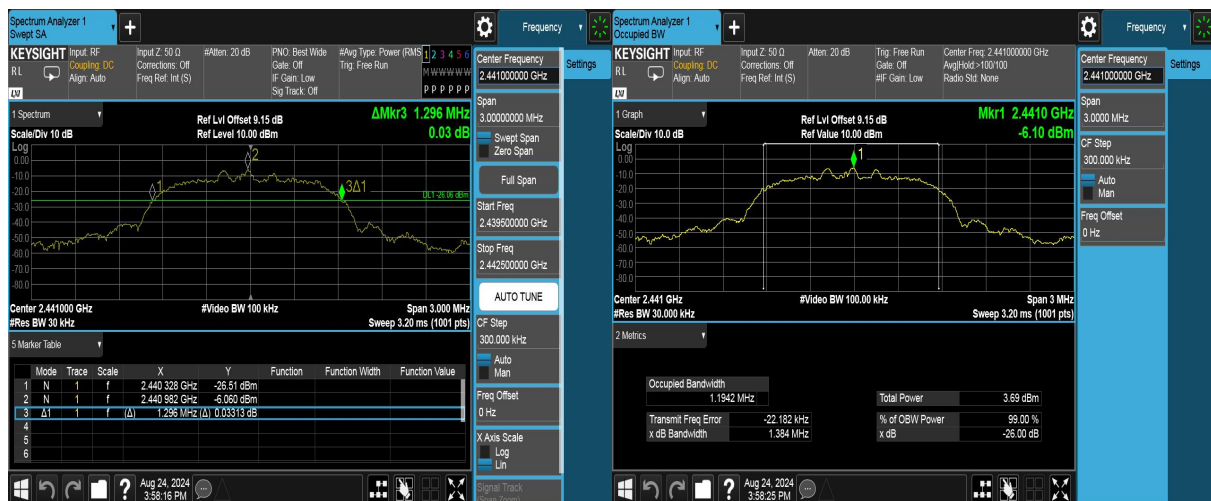 Spectrum Analyzer 1
Swept SA
+
Frequency
KEYSIGHT
RL
LXI
Input: RF
Coupling: DC
Align: Auto
Input Z: 50 Ω
Corrections: Off
Freq Ref: Int (S)
#Atten: 20 dB
PNO: Best Wide
Gate: Off
IF Gain: Low
Sig Track: Off
#Avg Type: Power (RMS
Trig: Free Run
1 2 3 4 5 6
M W W W W W
P P P P P P
1 Spectrum
Scale/Div 10 dB
Ref Lvl Offset 9.15 dB
Ref Level 10.00 dBm
ΔMkr3 1.296 MHz
0.03 dB
Log
0.00
-10.0
-20.0
-30.0
-40.0
-50.0
-60.0
-70.0
-80.0
1
2
3Δ1
DL1 -26.06 dBm
Center 2.441000 GHz
#Res BW 30 kHz
#Video BW 100 kHz
Span 3.000 MHz
Sweep 3.20 ms (1001 pts)
5 Marker Table
Mode Trace Scale X Y Function Function Width Function Value
1 N 1 f 2.440 328 GHz -26.51 dBm
2 N 1 f 2.440 982 GHz -6.060 dBm
3 Δ1 1 f (Δ) 1.296 MHz (Δ) 0.03313 dB
4
5
6
Aug 24, 2024
3:58:16 PM
Center Frequency
2.441000000 GHz
Settings
Span
3.00000000 MHz
Swept Span
Zero Span
Full Span
Start Freq
2.439500000 GHz
Stop Freq
2.442500000 GHz
AUTO TUNE
CF Step
300.000 kHz
Auto
Man
Freq Offset
0 Hz
X Axis Scale
Log
Lin
Signal Track
(Span Zoom)
Spectrum Analyzer 1
Occupied BW
+
Frequency
KEYSIGHT
RL
LXI
Input: RF
Coupling: DC
Align: Auto
Input Z: 50 Ω
Corrections: Off
Freq Ref: Int (S)
Atten: 20 dB
Trig: Free Run
Gate: Off
#IF Gain: Low
Center Freq: 2.441000000 GHz
Avg|Hold:>100/100
Radio Std: None
1 Graph
Scale/Div 10.0 dB
Ref Lvl Offset 9.15 dB
Ref Value 10.00 dBm
Mkr1 2.4410 GHz
-6.10 dBm
Log
0.00
-10.0
-20.0
-30.0
-40.0
-50.0
-60.0
-70.0
-80.0
1
Center 2.441 GHz
#Res BW 30.000 kHz
#Video BW 100.00 kHz
Span 3 MHz
Sweep 3.20 ms (1001 pts)
2 Metrics
Occupied Bandwidth
1.1942 MHz
Total Power 3.69 dBm
Transmit Freq Error -22.182 kHz
% of OBW Power 99.00 %
x dB Bandwidth 1.384 MHz
x dB -26.00 dB
Aug 24, 2024
3:58:25 PM
Center Frequency
2.441000000 GHz
Settings
Span
3.0000 MHz
CF Step
300.000 kHz
Auto
Man
Freq Offset
0 Hz